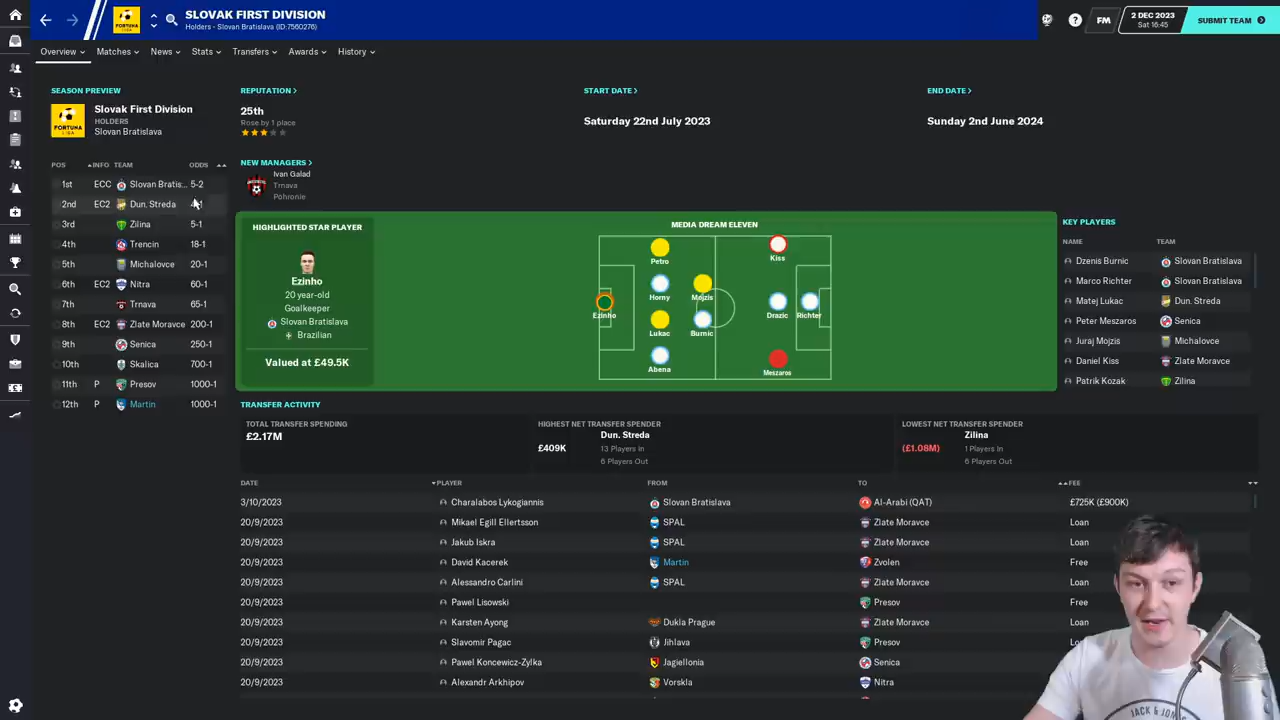 SLOVAK FIRST DIVISION
Holders - Slovan Bratislava (ID:7560276)
FM
2 DEC 2023
Sat 16:45
SUBMIT TEAM
Overview
Matches
News
Stats
Transfers
Awards
History
SEASON PREVIEW
Slovak First Division
HOLDERS
Slovan Bratislava
FORTUNA
REPUTATION >
25th
Rose by 1 place
START DATE >
Saturday 22nd July 2023
END DATE >
Sunday 2nd June 2024
NEW MANAGERS >
Ivan Galad
Trnava
Pohronie
POS INFO TEAM ODDS
1st ECC Slovan Bratis... 5-2
2nd EC2 Dun. Streda
3rd Zilina 5-1
4th Trencin 18-1
5th Michalovce 20-1
6th EC2 Nitra 60-1
7th Trnava 65-1
8th EC2 Zlate Moravce 200-1
9th Senica 250-1
10th Skalica 700-1
11th P Presov 1000-1
12th P Martin 1000-1
HIGHLIGHTED STAR PLAYER
Ezinho
20 year-old
Goalkeeper
Slovan Bratislava
Brazilian
Valued at £49.5K
MEDIA DREAM ELEVEN
Petro
Kiss
Horny
Mojzis
Ezinho
Drazic
Richter
Lukac
Burnic
Abena
Meszaros
KEY PLAYERS
NAME TEAM
Dzenis Burnic Slovan Bratislava
Marco Richter Slovan Bratislava
Matej Lukac Dun. Streda
Peter Meszaros Senica
Juraj Mojzis Michalovce
Daniel Kiss Zlate Moravce
Patrik Kozak Zilina
TRANSFER ACTIVITY
TOTAL TRANSFER SPENDING
£2.17M
HIGHEST NET TRANSFER SPENDER
£409K
Dun. Streda
13 Players In
6 Players Out
LOWEST NET TRANSFER SPENDER
(£1.08M)
Zilina
1 Players In
6 Players Out
DATE PLAYER FROM TO FEE
3/10/2023 Charalabos Lykogiannis Slovan Bratislava Al-Arabi (QAT) £725K (£900K)
20/9/2023 Mikael Egill Ellertsson SPAL Zlate Moravce Loan
20/9/2023 Jakub Iskra SPAL Zlate Moravce Loan
20/9/2023 David Kacerek Martin Zvolen Free
20/9/2023 Alessandro Carlini SPAL Zlate Moravce Loan
20/9/2023 Pawel Lisowski Presov Free
20/9/2023 Karsten Ayong Dukla Prague Zlate Moravce Loan
20/9/2023 Slavomir Pagac Jihlava Presov
20/9/2023 Pawel Koncewicz-Zylka Jagiellonia Senica
20/9/2023 Alexandr Arkhipov Vorskla Nitra
JACK & JON